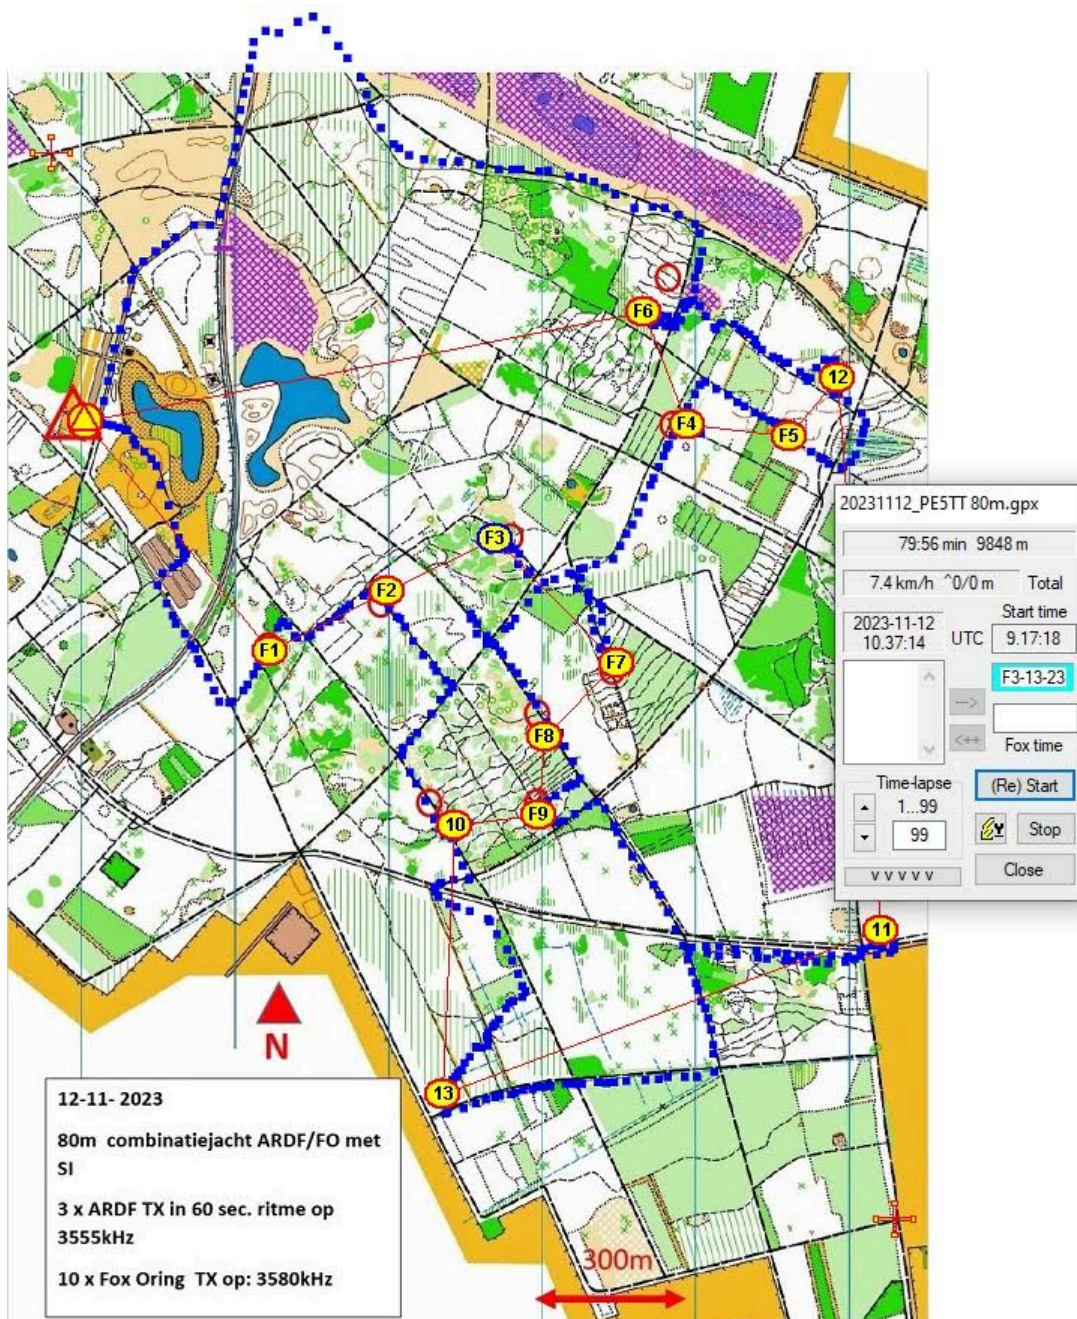 F6
12
F4
F5
F3
F2
F1
F7
F8
F9
10
11
13
N
20231112_PE5TT 80m.gpx
79:56 min 9848 m
7.4 km/h ^0/0 m Total
Start time
2023-11-12
10.37:14
UTC
9.17:18
F3-13-23
--->
<++
Fox time
Time-lapse
1...99
99
(Re) Start
Stop
v v v v v
Close
12-11- 2023
80m combinatiejacht ARDF/FO met
SI
3 x ARDF TX in 60 sec. ritme op
3555kHz
10 x Fox Oring TX op: 3580kHz
300m